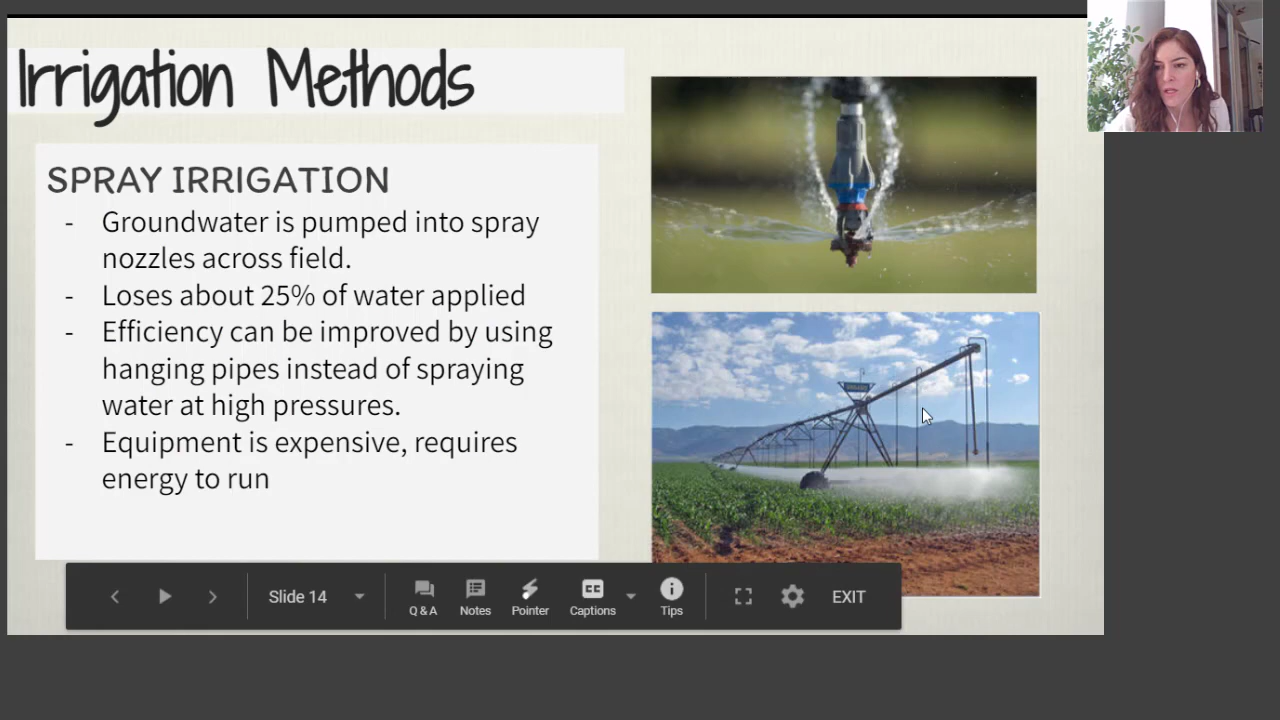 Irrigation Methods
SPRAY IRRIGATION
- Groundwater is pumped into spray
nozzles across field.
- Loses about 25% of water applied
- Efficiency can be improved by using
hanging pipes instead of spraying
water at high pressures.
- Equipment is expensive, requires
energy to run
Slide 14
Q & A
Notes
Pointer
CC
Captions
Tips
EXIT